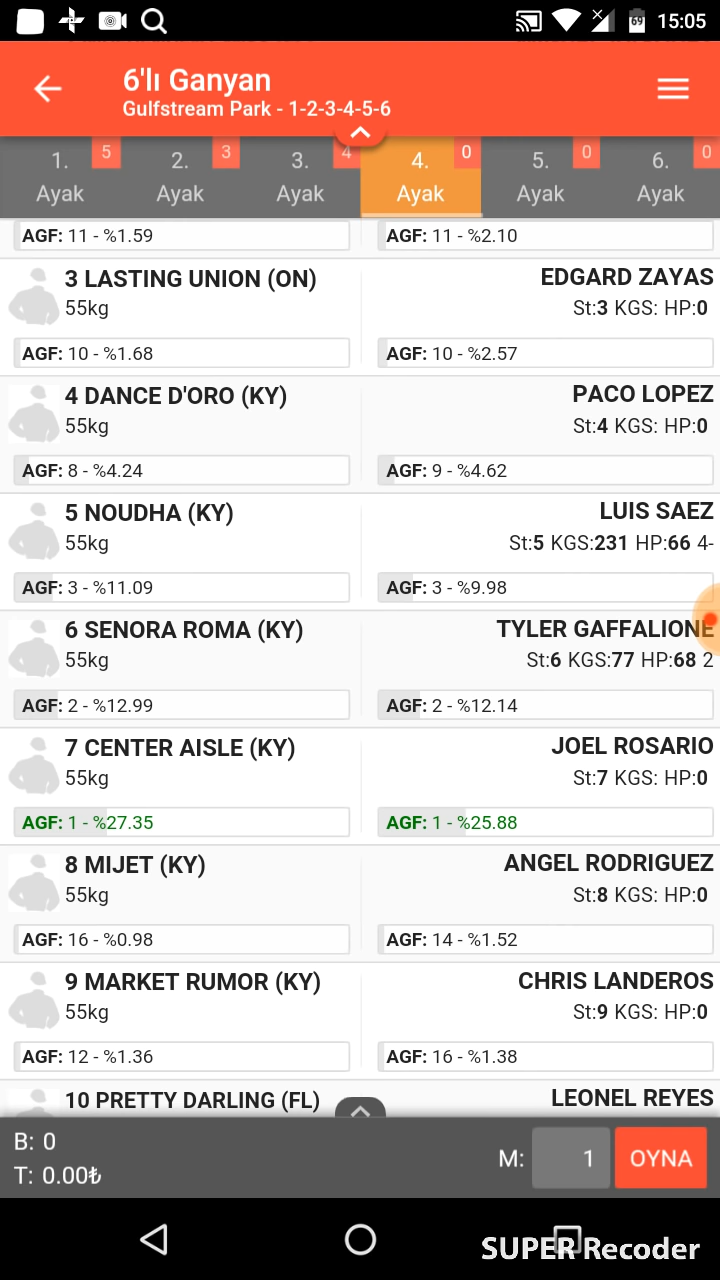 69 15:05
6'lı Ganyan
Gulfstream Park - 1-2-3-4-5-6
1. 5 2. 3 3. 4 4. 0 5. 0 6. 0
Ayak Ayak Ayak Ayak Ayak Ayak
AGF: 11 - %1.59 AGF: 11 - %2.10
3 LASTING UNION (ON) EDGARD ZAYAS
55kg St:3 KGS: HP:0
AGF: 10 - %1.68 AGF: 10 - %2.57
4 DANCE D'ORO (KY) PACO LOPEZ
55kg St:4 KGS: HP:0
AGF: 8 - %4.24 AGF: 9 - %4.62
5 NOUDHA (KY) LUIS SAEZ
55kg St:5 KGS:231 HP:66 4-
AGF: 3 - %11.09 AGF: 3 - %9.98
6 SENORA ROMA (KY) TYLER GAFFALIONE
55kg St:6 KGS:77 HP:68 2
AGF: 2 - %12.99 AGF: 2 - %12.14
7 CENTER AISLE (KY) JOEL ROSARIO
55kg St:7 KGS: HP:0
AGF: 1 - %27.35 AGF: 1 - %25.88
8 MIJET (KY) ANGEL RODRIGUEZ
55kg St:8 KGS: HP:0
AGF: 16 - %0.98 AGF: 14 - %1.52
9 MARKET RUMOR (KY) CHRIS LANDEROS
55kg St:9 KGS: HP:0
AGF: 12 - %1.36 AGF: 16 - %1.38
10 PRETTY DARLING (FL) LEONEL REYES
B: 0
T: 0.00₺ M: 1 OYNA
SUPER Recoder